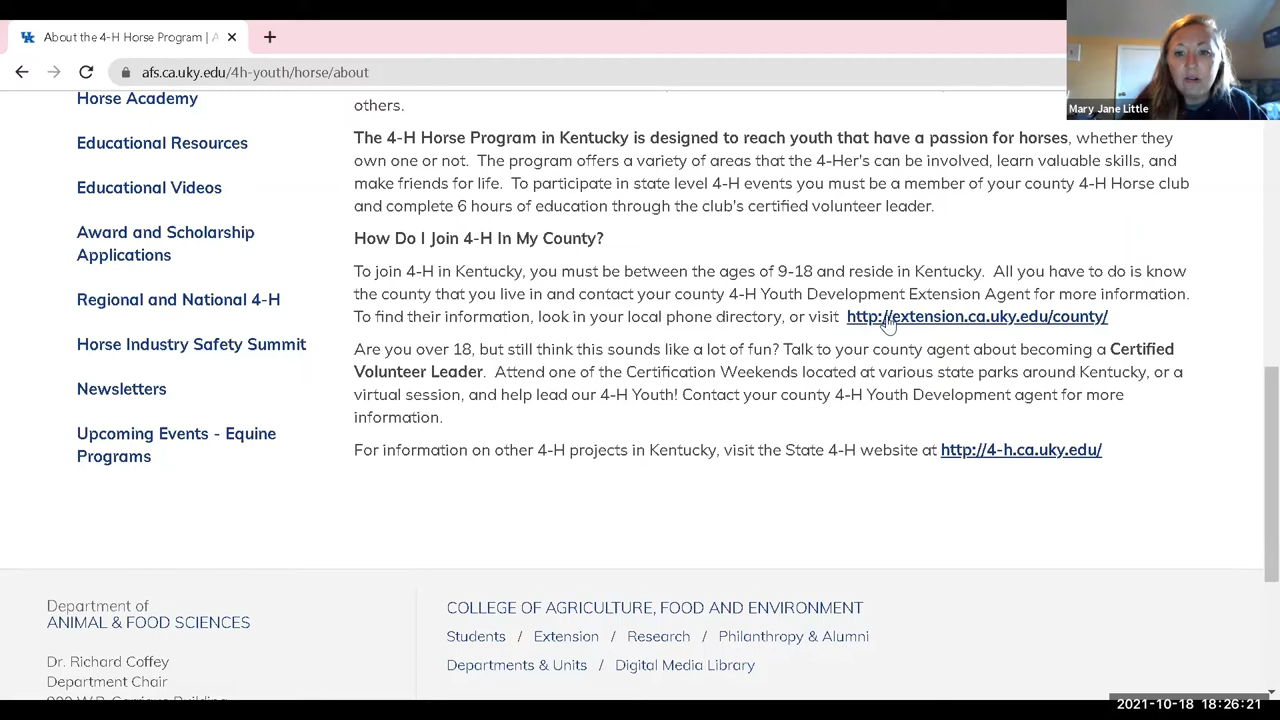 About the 4-H Horse Program | A
afs.ca.uky.edu/4h-youth/horse/about
Mary Jane Little
Horse Academy
Educational Resources
Educational Videos
Award and Scholarship
Applications
Regional and National 4-H
Horse Industry Safety Summit
Newsletters
Upcoming Events - Equine
Programs
others.
The 4-H Horse Program in Kentucky is designed to reach youth that have a passion for horses, whether they
own one or not. The program offers a variety of areas that the 4-Her's can be involved, learn valuable skills, and
make friends for life. To participate in state level 4-H events you must be a member of your county 4-H Horse club
and complete 6 hours of education through the club's certified volunteer leader.
How Do I Join 4-H In My County?
To join 4-H in Kentucky, you must be between the ages of 9-18 and reside in Kentucky. All you have to do is know
the county that you live in and contact your county 4-H Youth Development Extension Agent for more information.
To find their information, look in your local phone directory, or visit http://extension.ca.uky.edu/county/
Are you over 18, but still think this sounds like a lot of fun? Talk to your county agent about becoming a Certified
Volunteer Leader. Attend one of the Certification Weekends located at various state parks around Kentucky, or a
virtual session, and help lead our 4-H Youth! Contact your county 4-H Youth Development agent for more
information.
For information on other 4-H projects in Kentucky, visit the State 4-H website at http://4-h.ca.uky.edu/
Department of
ANIMAL & FOOD SCIENCES
Dr. Richard Coffey
Department Chair
COLLEGE OF AGRICULTURE, FOOD AND ENVIRONMENT
Students / Extension / Research / Philanthropy & Alumni
Departments & Units / Digital Media Library
2021-10-18 18:26:21